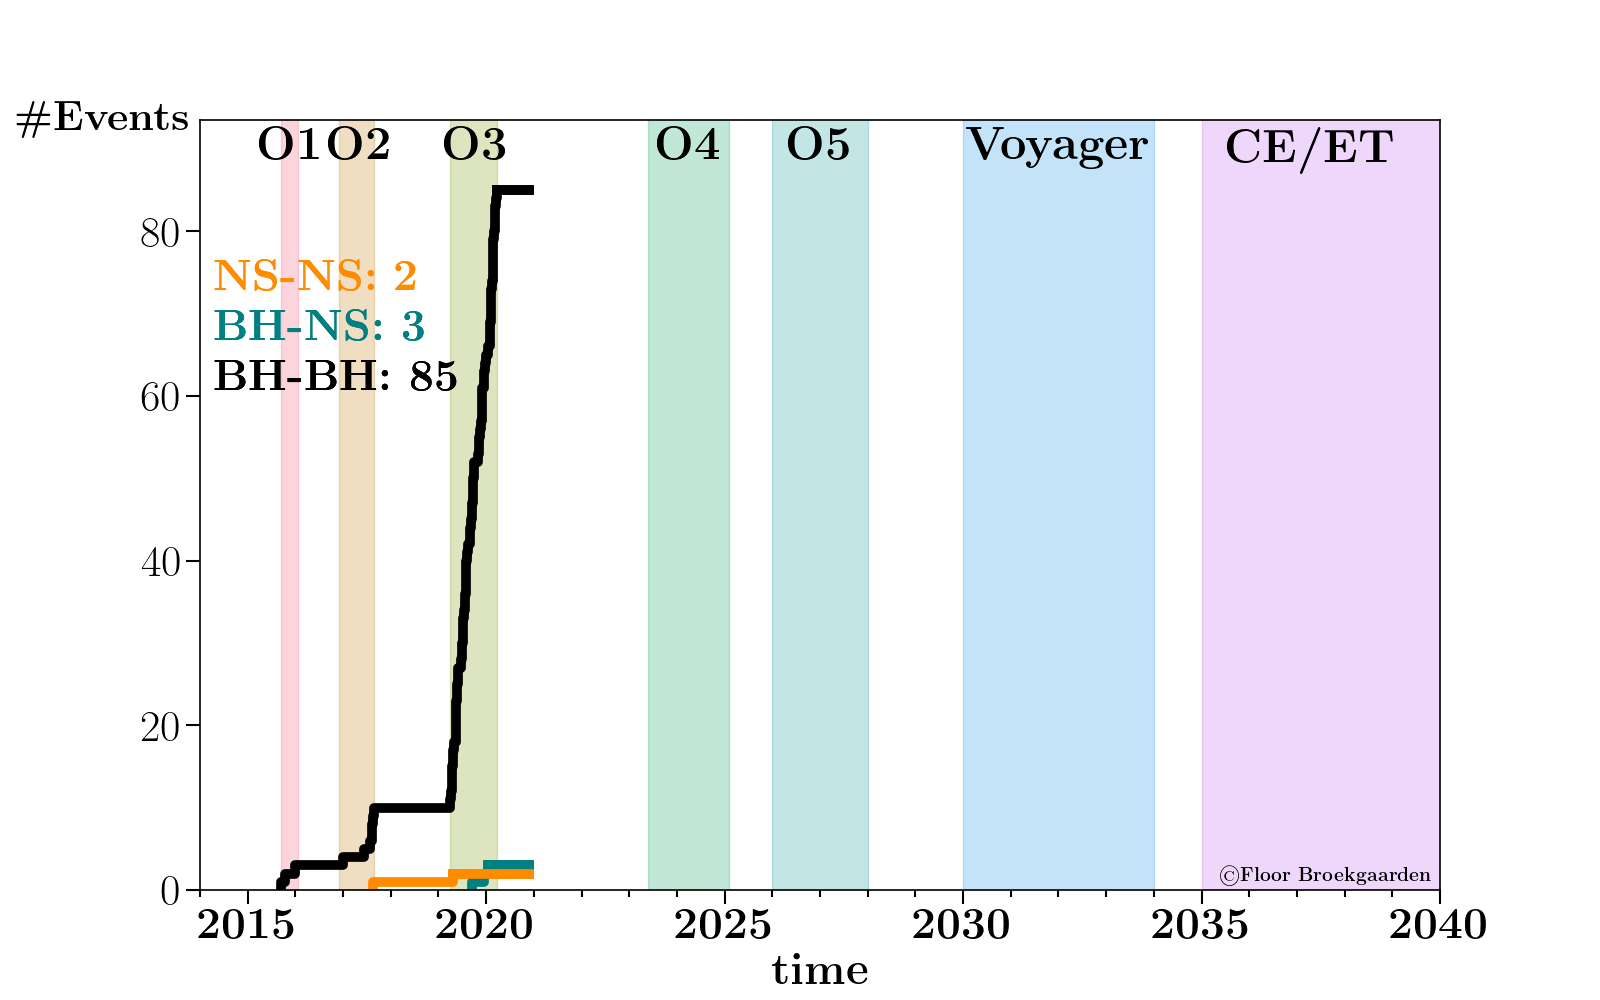 #Events
O1 O2 O3 O4 O5 Voyager CE/ET
80
NS-NS: 2
BH-NS: 3
BH-BH: 85
60
40
20
©Floor Broekgaarden
0
2015 2020 2025 2030 2035 2040
time